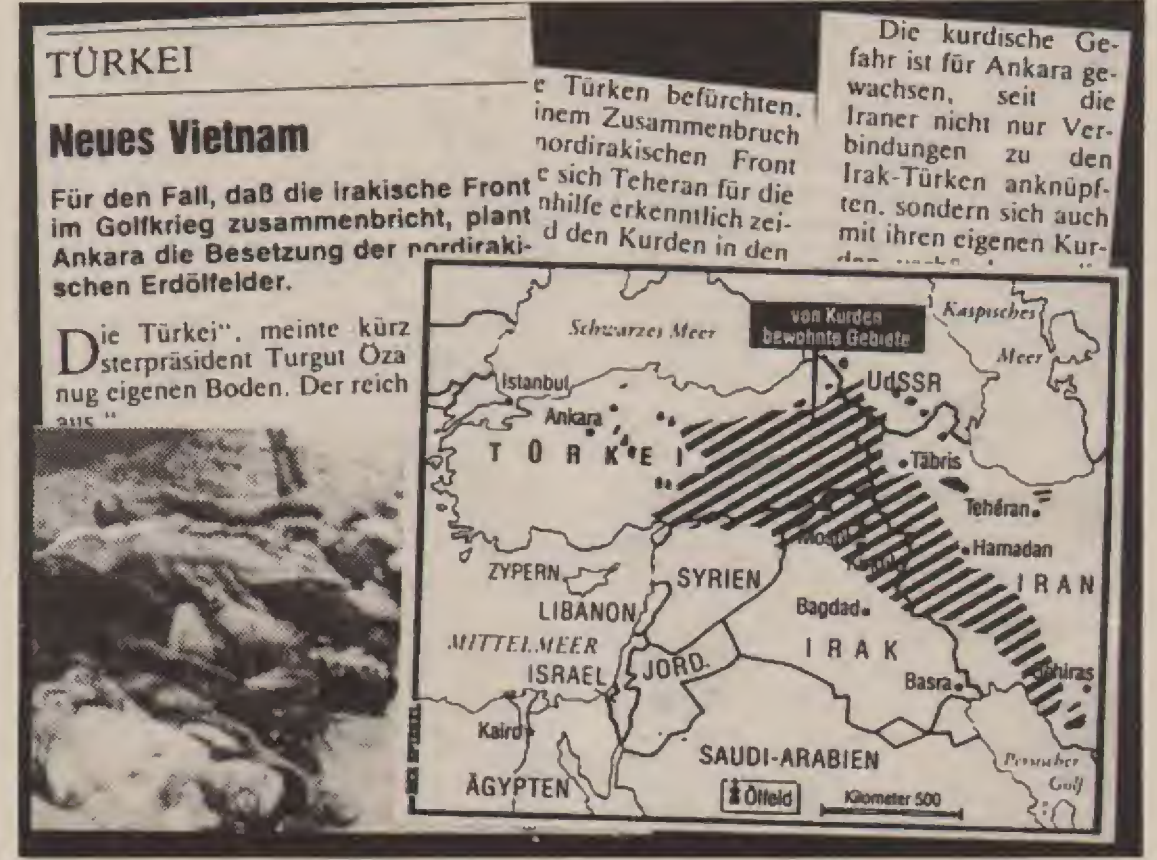 TÜRKEI
Neues Vietnam
Für den Fall, daß die irakische Front
im Golfkrieg zusammenbricht, plant
Ankara die Besetzung der nordiraki-
schen Erdölfelder.
Die Türkei", meinte kürz
sterpräsident Turgut Öza
nug eigenen Boden. Der reich
aus "
e Türken befürchten,
inem Zusammenbruch
nordirakischen Front
e sich Teheran für die
nhilfe erkenntlich zei-
d den Kurden in den
Die kurdische Ge-
fahr ist für Ankara ge-
wachsen, seit die
Iraner nicht nur Ver-
bindungen zu den
Irak-Türken anknüpf-
ten, sondern sich auch
mit ihren eigenen Kur-
von Kurden
bewohnte Gebiete
Schwarzes Meer
Kaspisches
Meer
UdSSR
Istanbul
Ankara
TÜRKEI
Täbris
Teheran
Mosul
Hamadan
ZYPERN
SYRIEN
IRAN
LIBANON
Bagdad
MITTELMEER
IRAK
ISRAEL
JORD.
Basra
Schiras
Kairo
SAUDI-ARABIEN
Persischer
Golf
ÄGYPTEN
Ölfeld
Kilometer 500